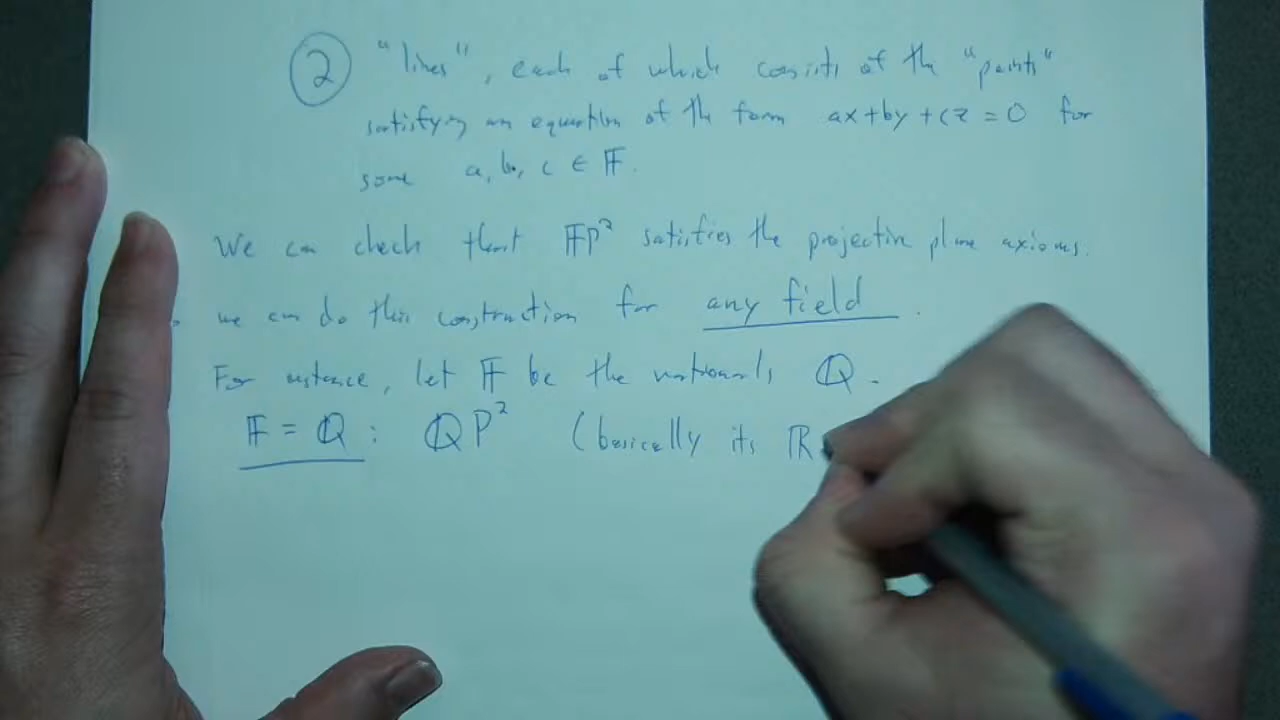 ② "lines", each of which consists of the "points"
satisfying an equation of the form ax+by+cz=0 for
some a, b, c ∈ 𝔽.
We can check that 𝔽P² satisfies the projective plane axioms.
we can do this construction for any field.
For instance, let 𝔽 be the rationals ℚ.
𝔽 = ℚ : ℚP² (basically its ℝ